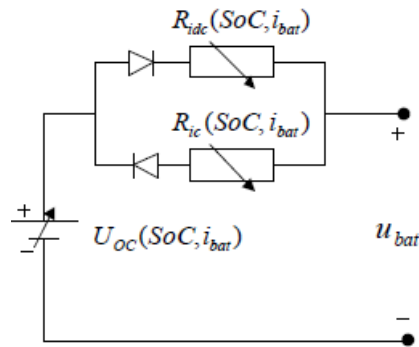 R_idc(SoC, i_bat)
R_ic(SoC, i_bat)
+
+
U_OC(SoC, i_bat)
u_bat
−
−